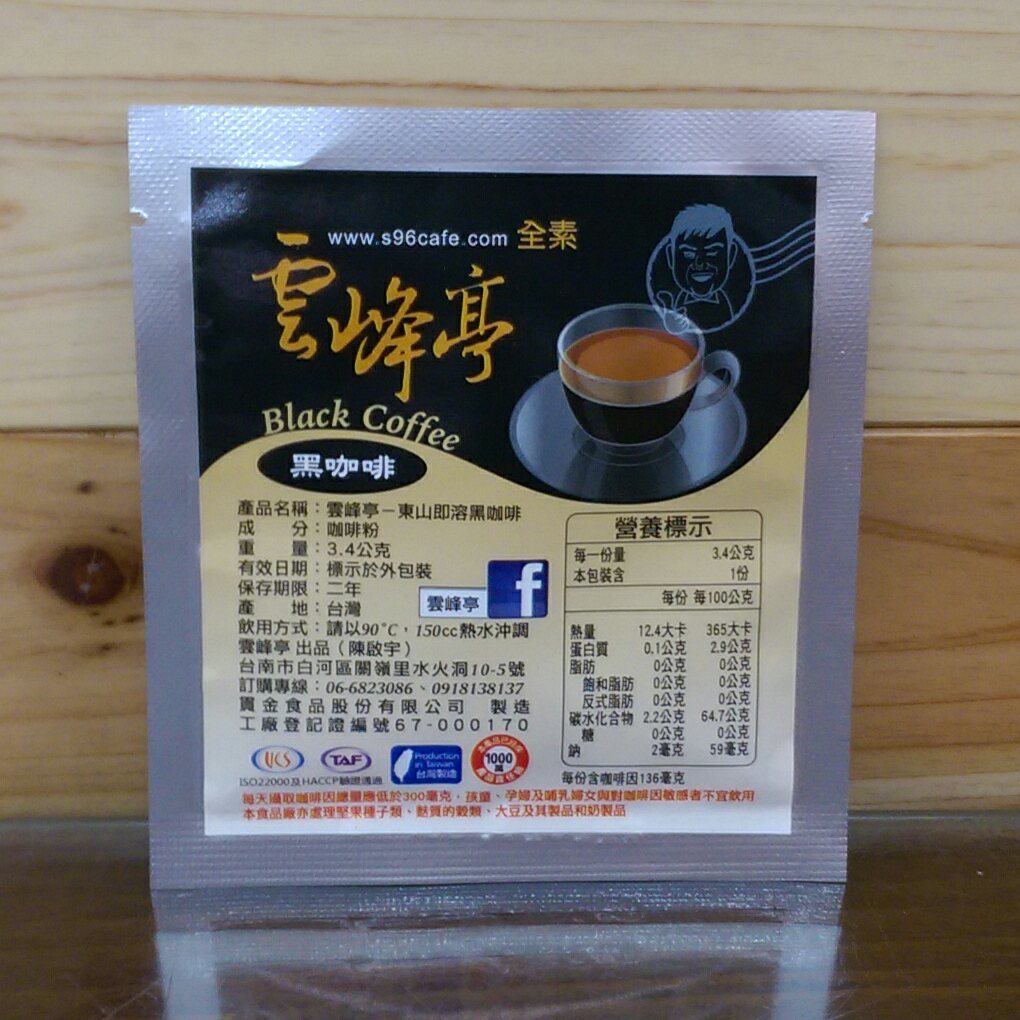 www.s96cafe.com 全素
雲峰亭
Black Coffee
黑咖啡
產品名稱：雲峰亭－東山即溶黑咖啡
成　　分：咖啡粉
重　　量：3.4公克
有效日期：標示於外包裝
保存期限：二年
產　　地：台灣
雲峰亭 f
飲用方式：請以90˚C，150cc熱水沖調
雲峰亭 出品（陳啟宇）
台南市白河區關嶺里水火洞10-5號
訂購專線：06-6823086、0918138137
貫金食品股份有限公司　製造
工廠登記證編號67-000170
UCS
TAF
Production
in Taiwan
台灣製造
1000
萬
ISO22000及HACCP驗證通過
營養標示
每一份量 3.4公克
本包裝含 1份
每份 每100公克
熱量 12.4大卡 365大卡
蛋白質 0.1公克 2.9公克
脂肪 0公克 0公克
飽和脂肪 0公克 0公克
反式脂肪 0公克 0公克
碳水化合物 2.2公克 64.7公克
糖 0公克 0公克
鈉 2毫克 59毫克
每份含咖啡因136毫克
每天攝取咖啡因總量應低於300毫克，孩童、孕婦及哺乳婦女與對咖啡因敏感者不宜飲用
本食品廠亦處理堅果種子類、麩質的穀類、大豆及其製品和奶製品